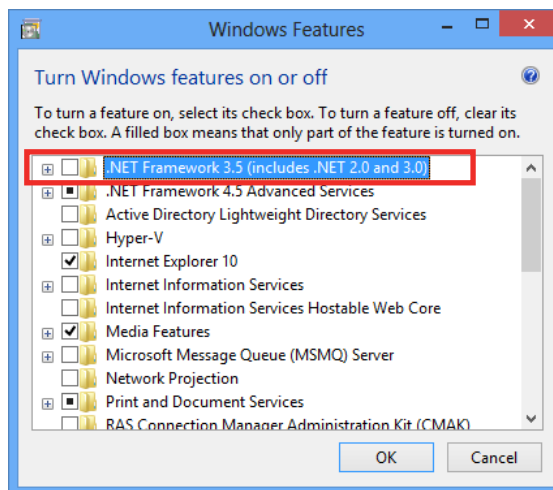 Windows Features
Turn Windows features on or off
To turn a feature on, select its check box. To turn a feature off, clear its
check box. A filled box means that only part of the feature is turned on.
.NET Framework 3.5 (includes .NET 2.0 and 3.0)
.NET Framework 4.5 Advanced Services
Active Directory Lightweight Directory Services
Hyper-V
Internet Explorer 10
Internet Information Services
Internet Information Services Hostable Web Core
Media Features
Microsoft Message Queue (MSMQ) Server
Network Projection
Print and Document Services
RAS Connection Manager Administration Kit (CMAK)
OK
Cancel